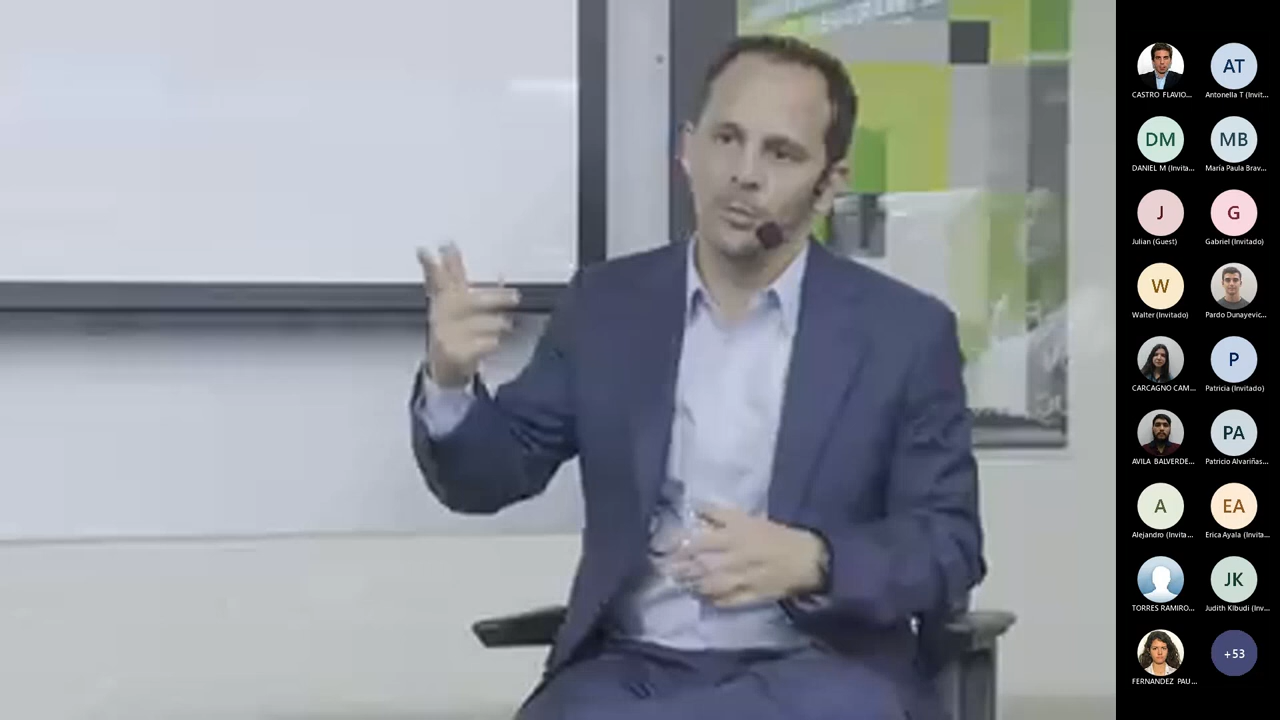 CASTRO FLAVIO...
AT
Antonella T (Invit...
DM
DANIEL M (Invita...
MB
María Paula Brav...
J
Julian (Guest)
G
Gabriel (Invitado)
W
Walter (Invitado)
Pardo Dunayevic...
CARCAGNO CAM...
P
Patricia (Invitado)
AVILA BALVERDE...
PA
Patricio Alvariñas...
A
Alejandro (Invita...
EA
Erica Ayala (Invita...
TORRES RAMIRO...
JK
Judith Klbudi (Inv...
FERNANDEZ PAU...
+53